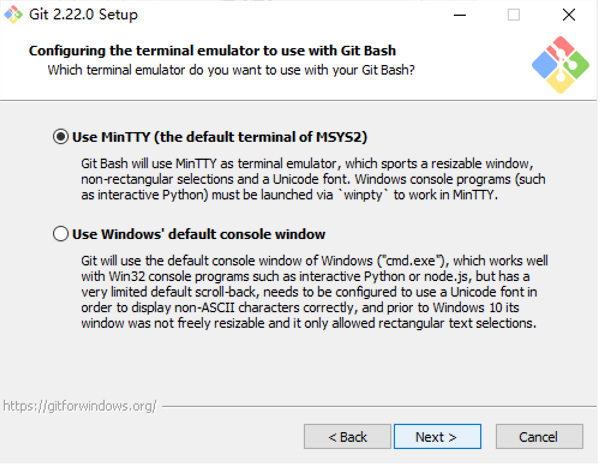 Git 2.22.0 Setup
Configuring the terminal emulator to use with Git Bash
Which terminal emulator do you want to use with your Git Bash?
Use MinTTY (the default terminal of MSYS2)
Git Bash will use MinTTY as terminal emulator, which sports a resizable window,
non-rectangular selections and a Unicode font. Windows console programs (such
as interactive Python) must be launched via `winpty` to work in MinTTY.
Use Windows' default console window
Git will use the default console window of Windows ("cmd.exe"), which works well
with Win32 console programs such as interactive Python or node.js, but has a
very limited default scroll-back, needs to be configured to use a Unicode font in
order to display non-ASCII characters correctly, and prior to Windows 10 its
window was not freely resizable and it only allowed rectangular text selections.
https://gitforwindows.org/
< Back
Next >
Cancel